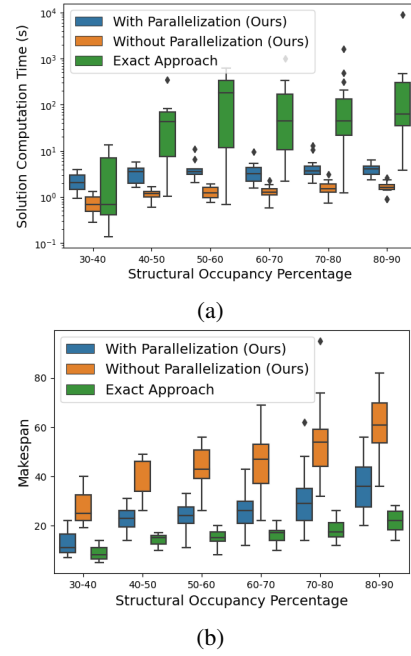 10⁴
10³
10²
10¹
10⁰
10⁻¹
Solution Computation Time (s)
With Parallelization (Ours)
Without Parallelization (Ours)
Exact Approach
30-40 40-50 50-60 60-70 70-80 80-90
Structural Occupancy Percentage
(a)
80
60
40
20
Makespan
With Parallelization (Ours)
Without Parallelization (Ours)
Exact Approach
30-40 40-50 50-60 60-70 70-80 80-90
Structural Occupancy Percentage
(b)